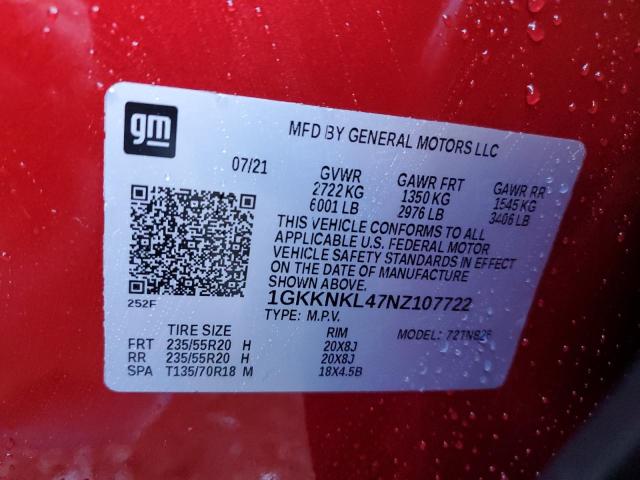 gm
MFD BY GENERAL MOTORS LLC
07/21
GVWR GAWR FRT GAWR RR
2722 KG 1350 KG 1545 KG
6001 LB 2976 LB 3406 LB
THIS VEHICLE CONFORMS TO ALL
APPLICABLE U.S. FEDERAL MOTOR
VEHICLE SAFETY STANDARDS IN EFFECT
ON THE DATE OF MANUFACTURE
SHOWN ABOVE.
252F
1GKKNKL47NZ107722
TYPE: M.P.V.
MODEL:
TIRE SIZE RIM
FRT 235/55R20 H 20X8J
RR 235/55R20 H 20X8J
SPA T135/70R18 M 18X4.5B